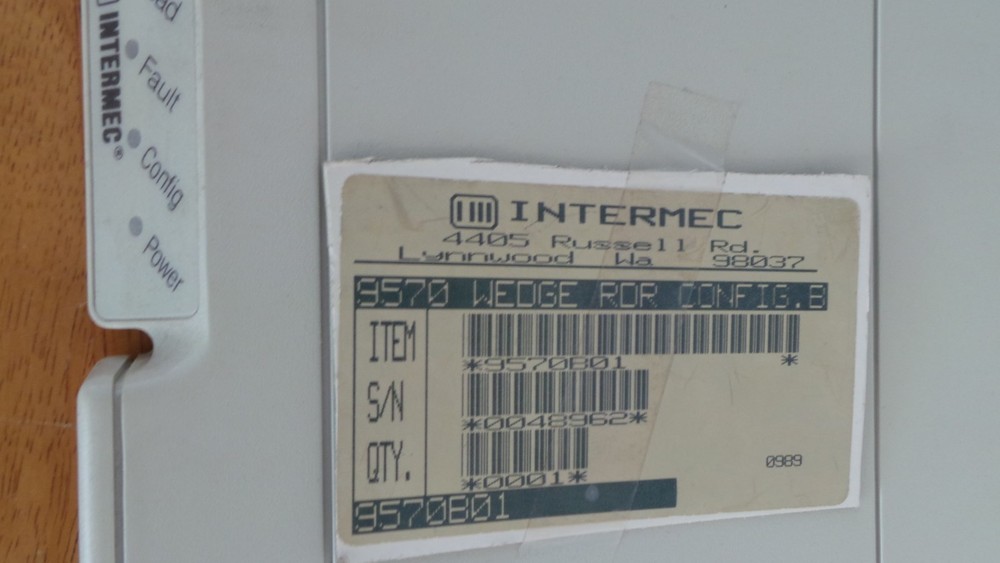 INTERMEC®
Fault
Config
Power
INTERMEC
4405 Russell Rd.
Lynnwood Wa 98037
9570 WEDGE RDR CONFIG.B
ITEM
*9570B01 *
S/N
*0048962*
QTY.
*0001*
0989
9570B01